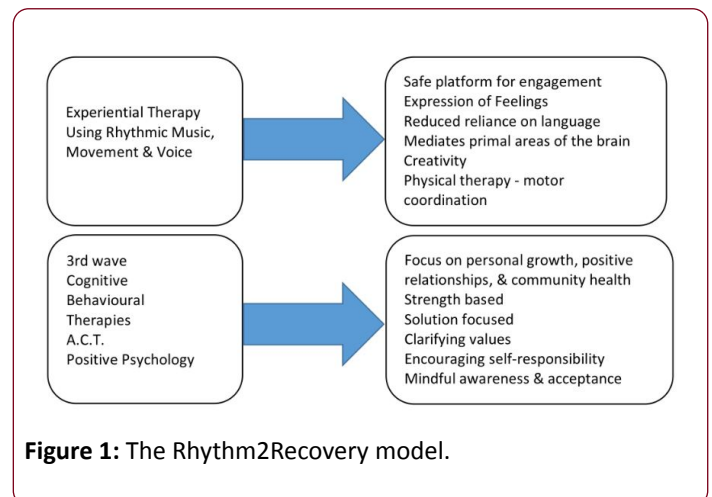 Experiential Therapy
Using Rhythmic Music,
Movement & Voice
Safe platform for engagement
Expression of Feelings
Reduced reliance on language
Mediates primal areas of the brain
Creativity
Physical therapy - motor
coordination
3rd wave
Cognitive
Behavioural
Therapies
A.C.T.
Positive Psychology
Focus on personal growth, positive
relationships, & community health
Strength based
Solution focused
Clarifying values
Encouraging self-responsibility
Mindful awareness & acceptance
Figure 1: The Rhythm2Recovery model.